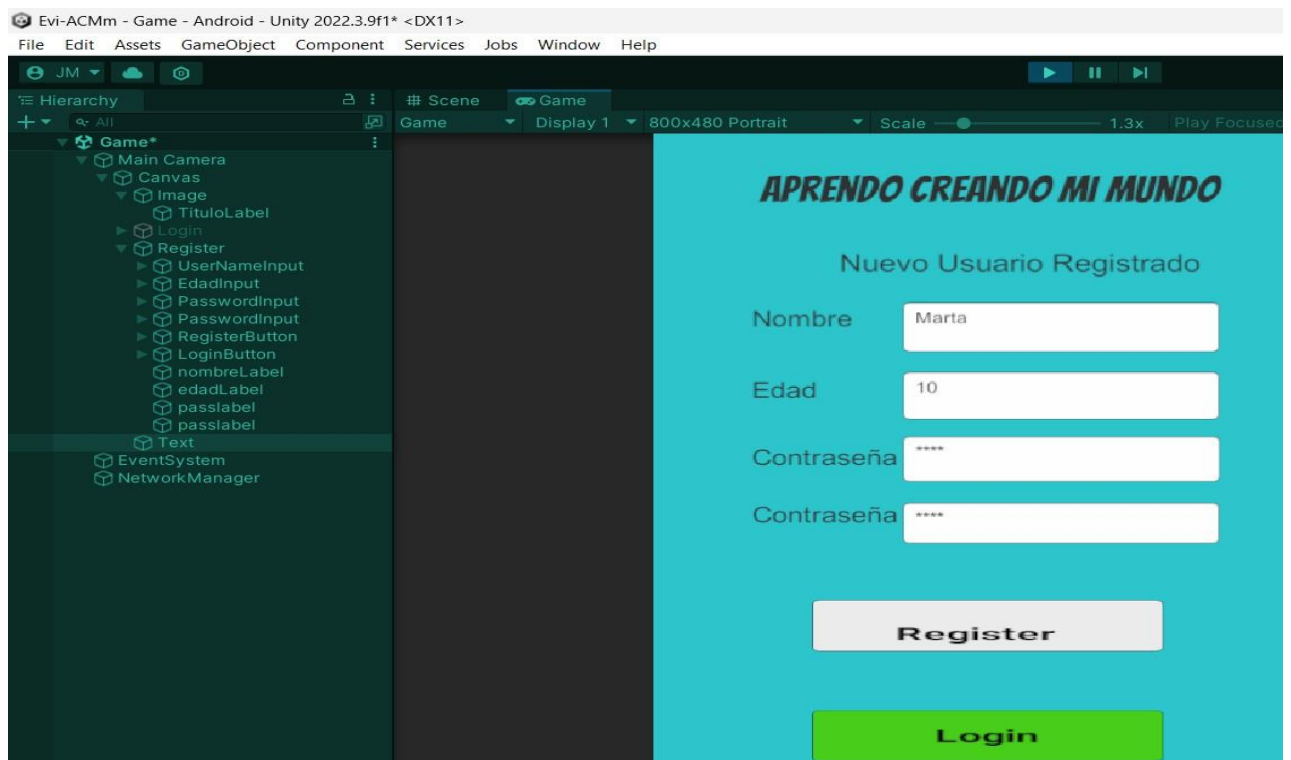 Evi-ACMm - Game - Android - Unity 2022.3.9f1* <DX11>
File Edit Assets GameObject Component Services Jobs Window Help
JM
Hierarchy
# Scene Game
All
Game Display 1 800x480 Portrait Scale 1.3x Play Focused
Game*
Main Camera
Canvas
Image
TituloLabel
Login
Register
UserNameInput
EdadInput
PasswordInput
PasswordInput
RegisterButton
LoginButton
nombreLabel
edadLabel
passlabel
passlabel
Text
EventSystem
NetworkManager
APRENDO CREANDO MI MUNDO
Nuevo Usuario Registrado
Nombre Marta
Edad 10
Contraseña ****
Contraseña ****
Register
Login